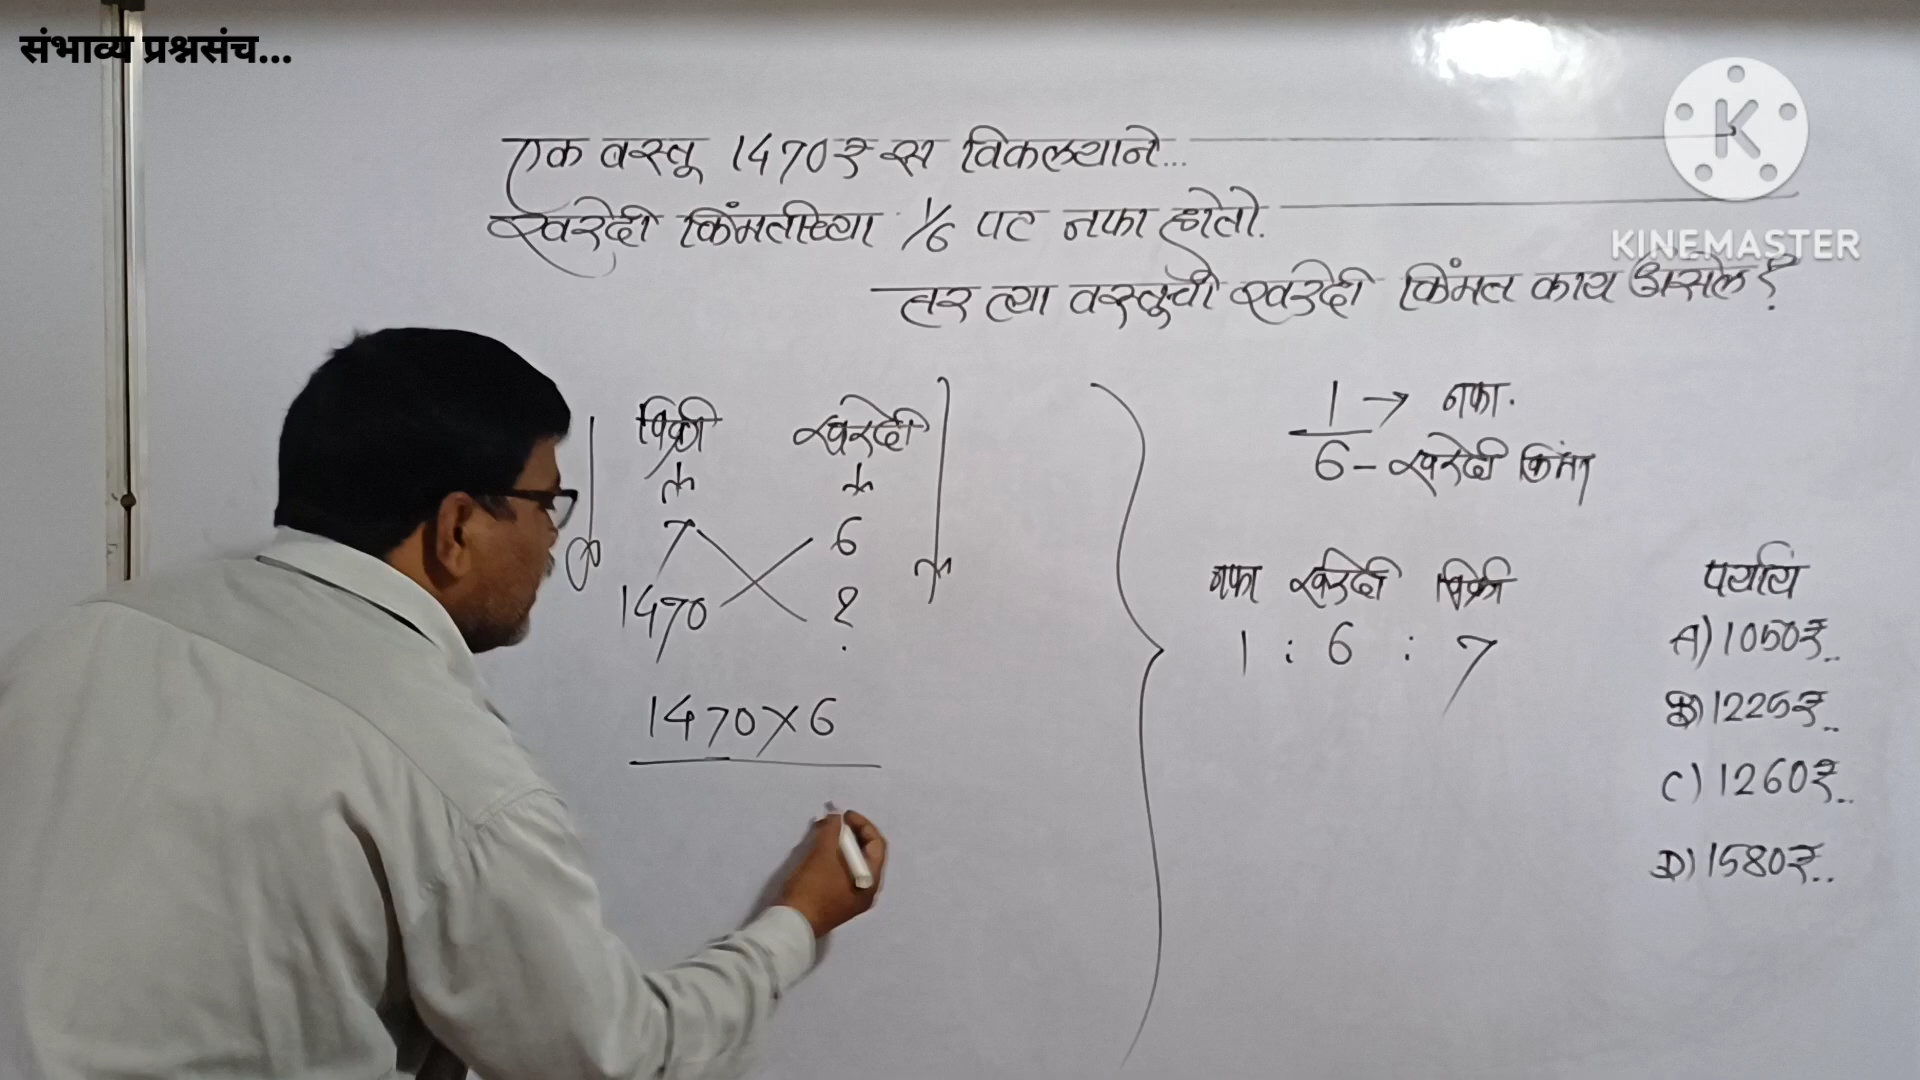 संभाव्य प्रश्नसंच...
KINEMASTER
एक वस्तू 1470₹ स विकल्याने...
खरेदी किंमतीच्या 1/6 पट नफा होतो.
तर त्या वस्तूची खरेदी किंमत काय असेल?
विक्री खरेदी
7 6
1470 ?
1470×6
1 → नफा.
6 - खरेदी किंमत
नफा खरेदी विक्री
1 : 6 : 7
पर्याय
A) 1050₹..
B) 1225₹..
C) 1260₹..
D) 1580₹..